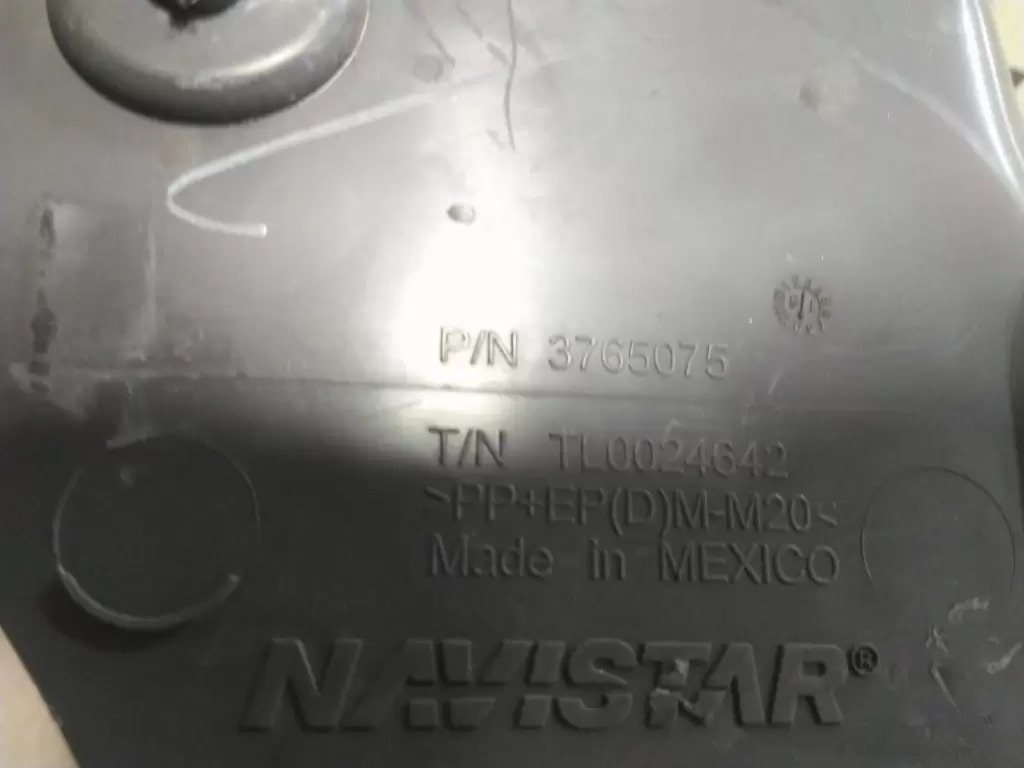 P/N 3765075
T/N TL0024642
>PP+EP(D)M-M20<
Made In MEXICO
NAVISTAR®